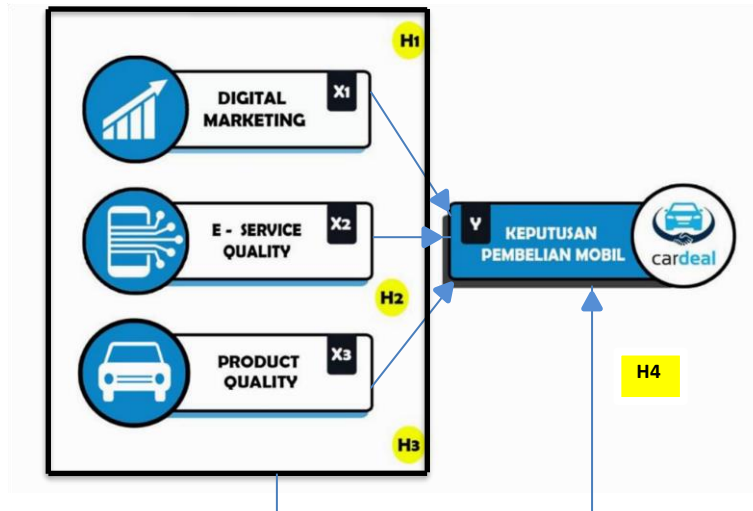 H1
X1
DIGITAL
MARKETING
X2
E - SERVICE
QUALITY
Y
KEPUTUSAN
PEMBELIAN MOBIL
cardeal
H2
X3
PRODUCT
QUALITY
H4
H3